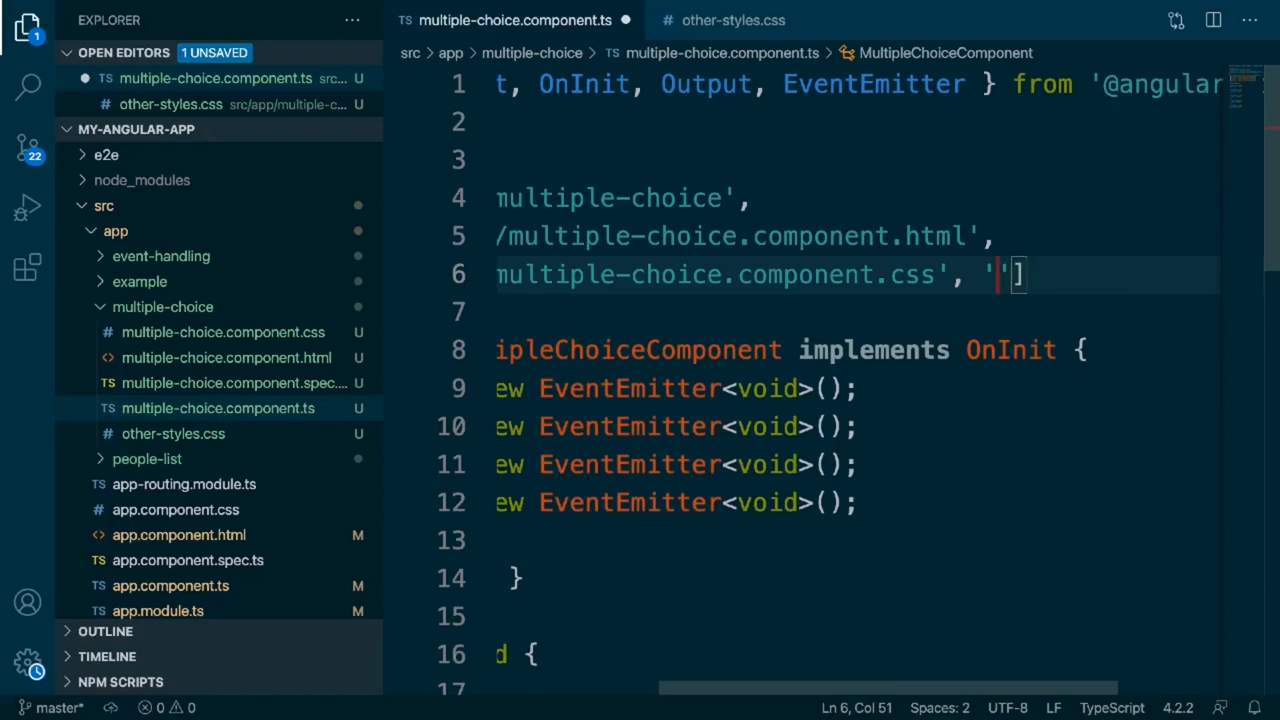 EXPLORER
multiple-choice.component.ts
# other-styles.css
OPEN EDITORS 1 UNSAVED
src > app > multiple-choice > TS multiple-choice.component.ts > MultipleChoiceComponent
TS multiple-choice.component.ts src... U
# other-styles.css src/app/multiple-c... U
MY-ANGULAR-APP
e2e
node_modules
src
app
event-handling
example
multiple-choice
# multiple-choice.component.css U
<> multiple-choice.component.html U
TS multiple-choice.component.spec.... U
TS multiple-choice.component.ts U
# other-styles.css U
people-list
TS app-routing.module.ts
# app.component.css
<> app.component.html M
TS app.component.spec.ts
TS app.component.ts M
TS app.module.ts M
OUTLINE
TIMELINE
NPM SCRIPTS
1
22
1 t, OnInit, Output, EventEmitter } from '@angular
2
3
4 multiple-choice',
5 /multiple-choice.component.html',
6 multiple-choice.component.css', '']
7
8 ipleChoiceComponent implements OnInit {
9 ew EventEmitter<void>();
10 ew EventEmitter<void>();
11 ew EventEmitter<void>();
12 ew EventEmitter<void>();
13
14 }
15
16 d {
17
master* 0 0 Ln 6, Col 51 Spaces: 2 UTF-8 LF TypeScript 4.2.2